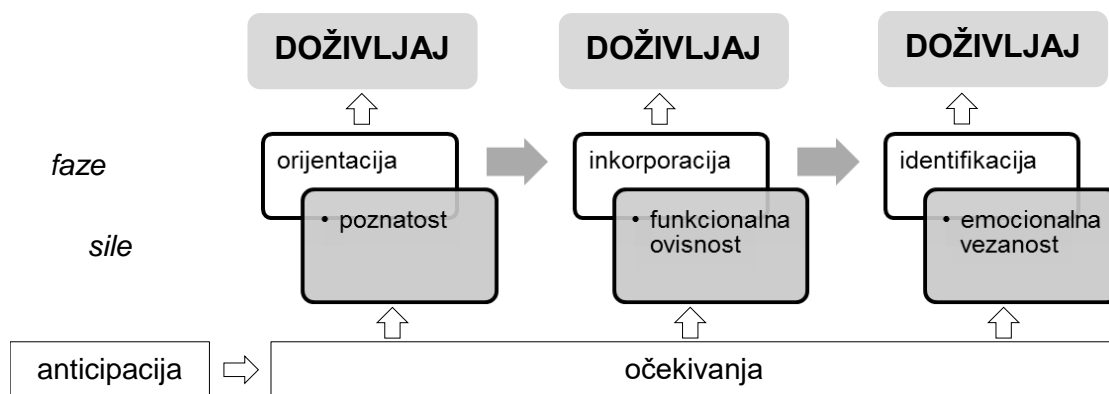 DOŽIVLJAJ DOŽIVLJAJ DOŽIVLJAJ
faze orijentacija inkorporacija identifikacija
sile • poznatost • funkcionalna ovisnost • emocionalna vezanost
anticipacija očekivanja